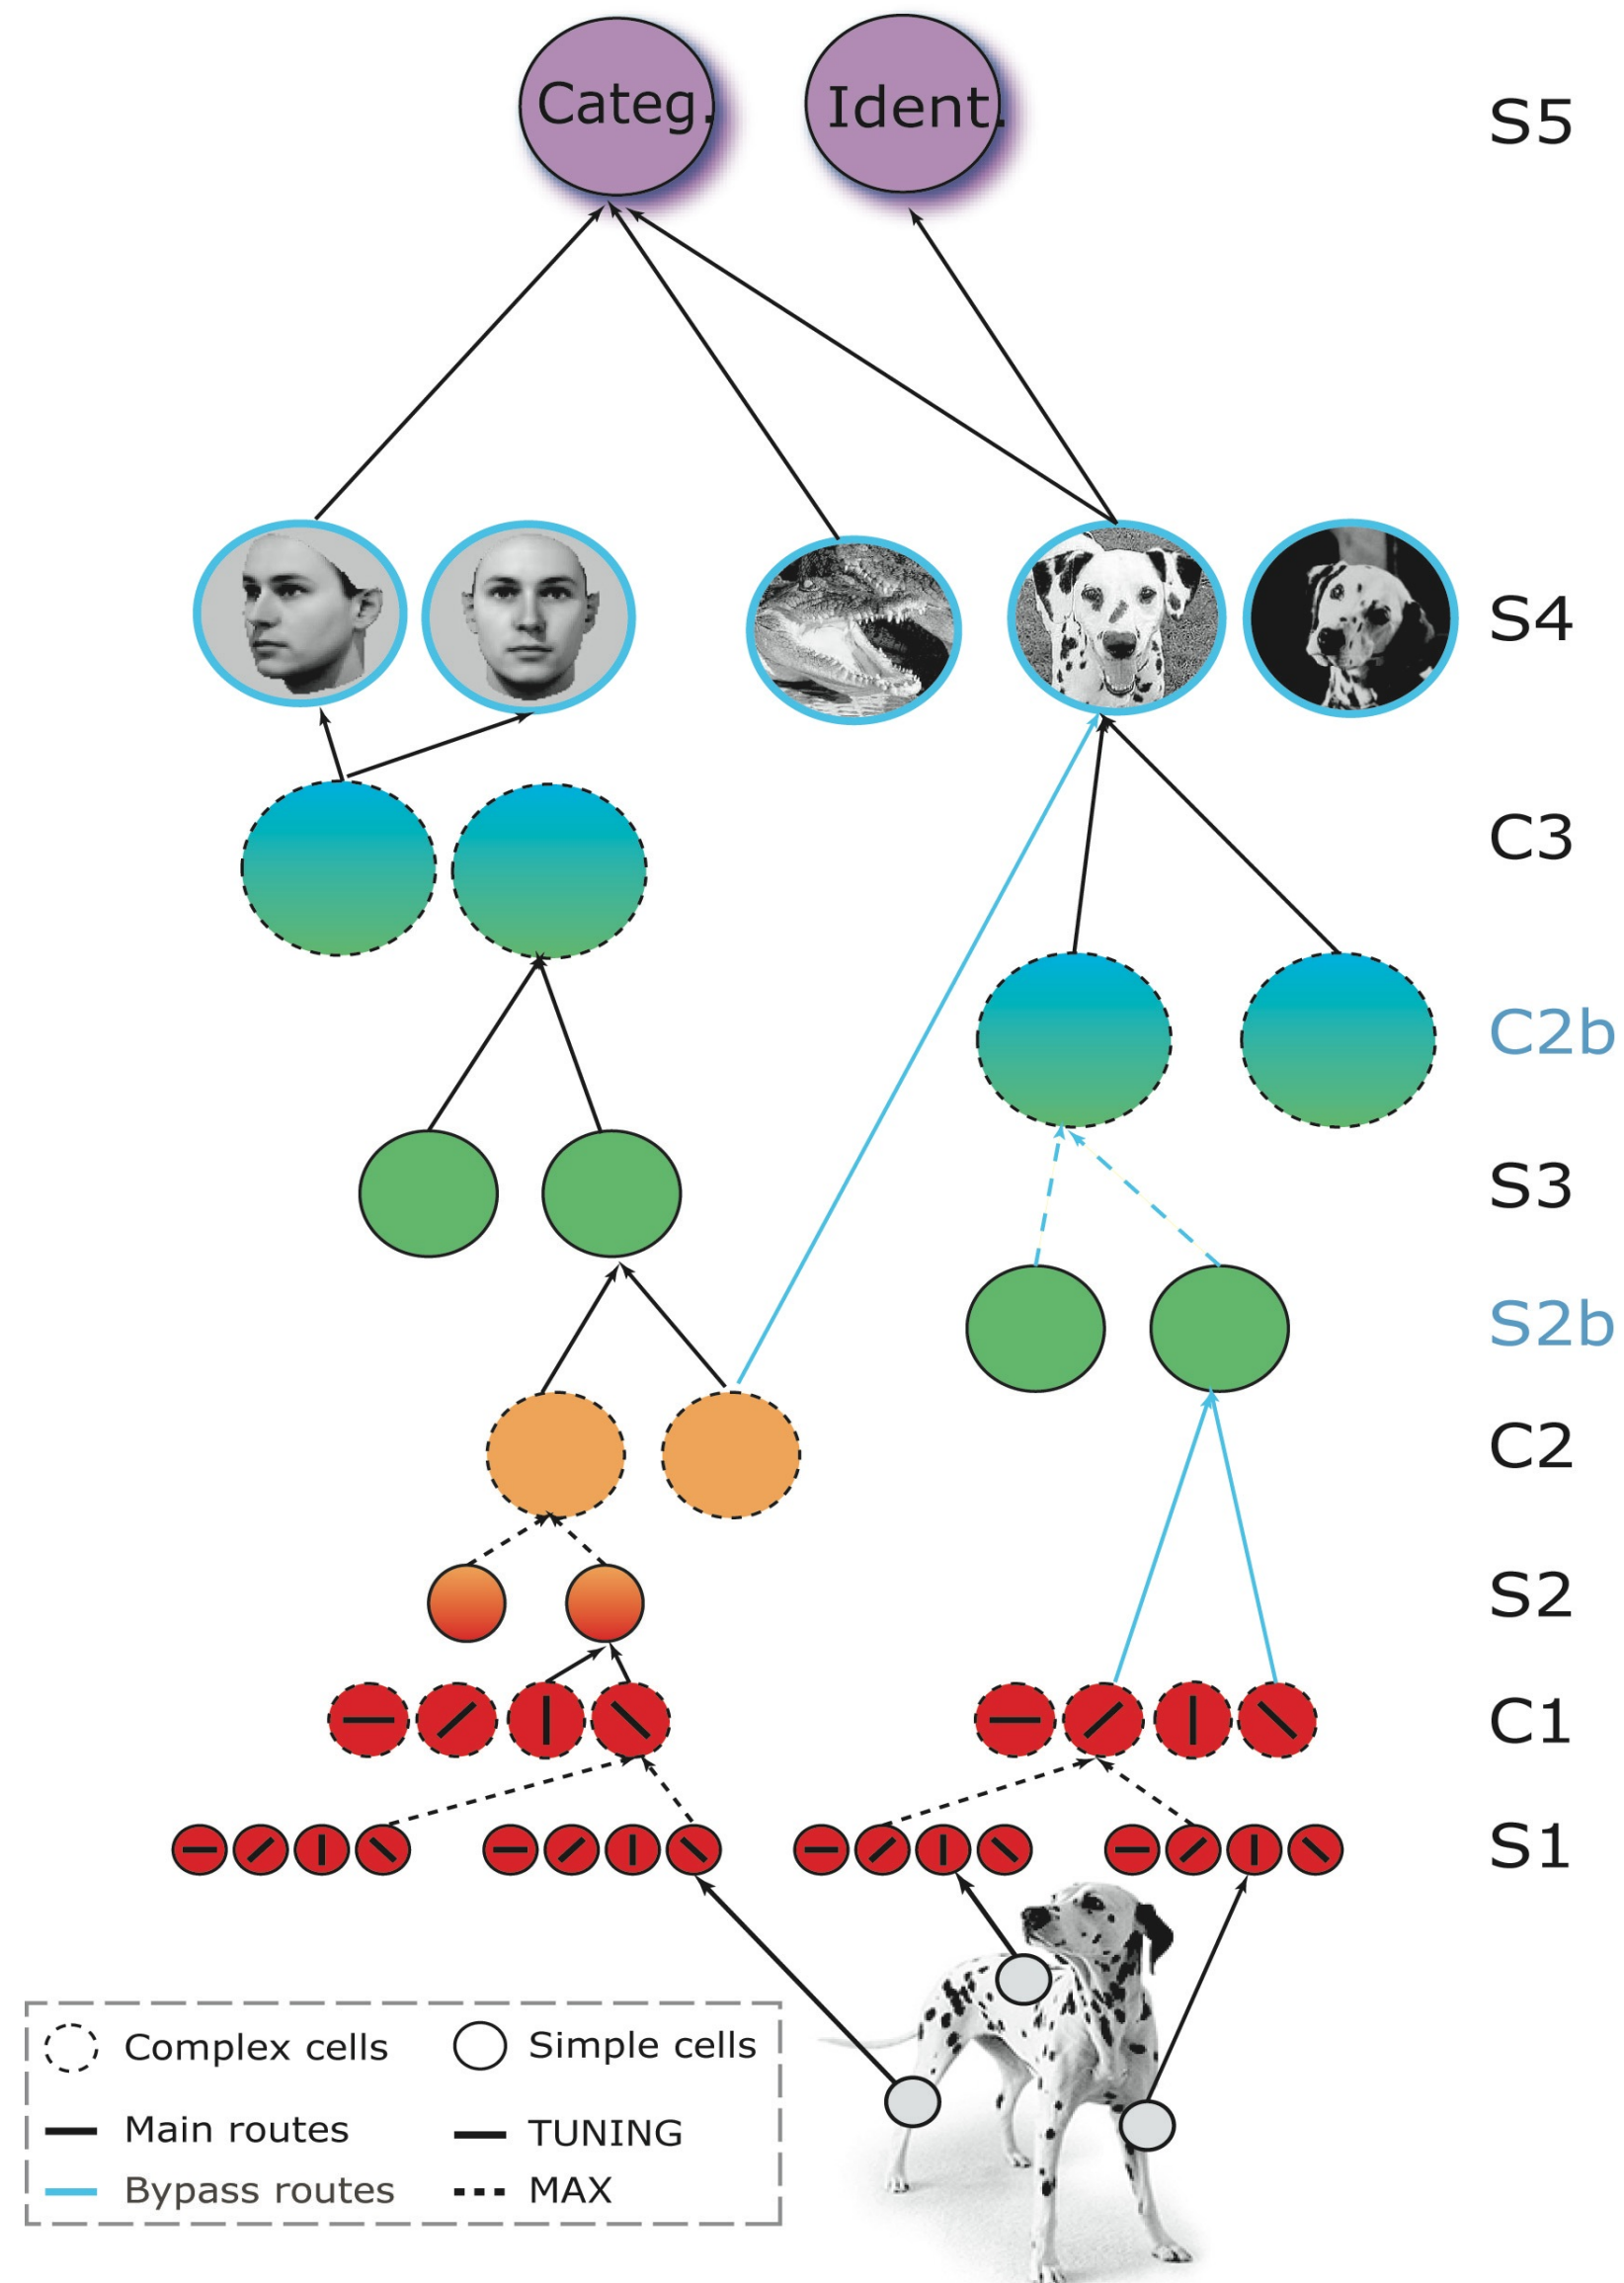 Categ.
Ident.
S5
S4
C3
C2b
S3
S2b
C2
S2
C1
S1
Complex cells
Simple cells
Main routes
TUNING
Bypass routes
MAX